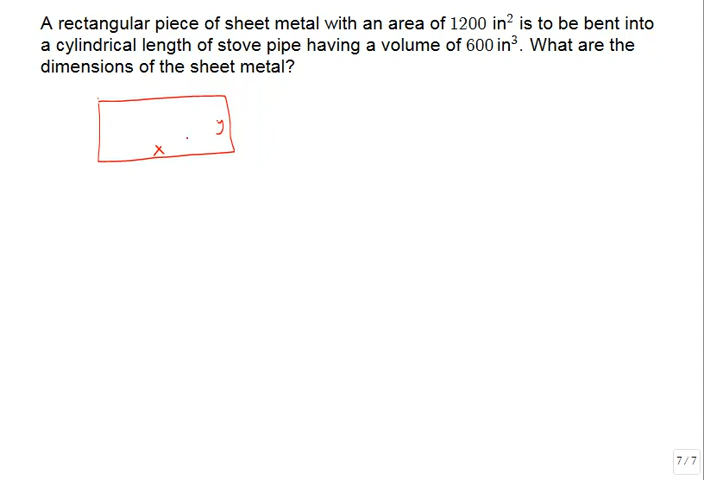 A rectangular piece of sheet metal with an area of 1200 in² is to be bent into
a cylindrical length of stove pipe having a volume of 600 in³. What are the
dimensions of the sheet metal?
y
x
7/7